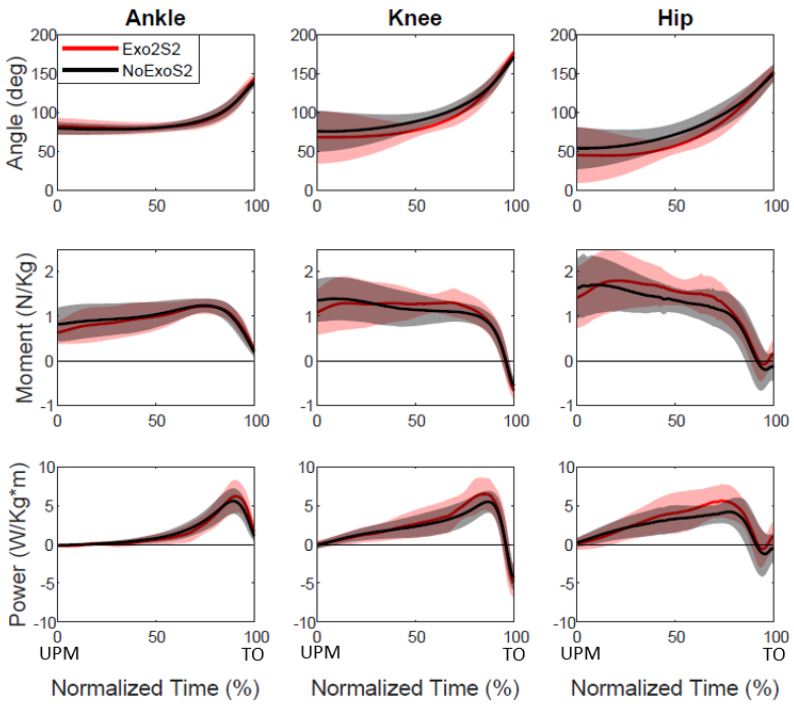 Ankle Knee Hip
Exo2S2
NoExoS2
Angle (deg)
200
150
100
50
0
0 50 100
200
150
100
50
0
0 50 100
200
150
100
50
0
0 50 100
Moment (N/Kg)
2
1
0
-1
0 50 100
2
1
0
-1
0 50 100
2
1
0
-1
0 50 100
Power (W/Kg*m)
10
5
0
-5
-10
0 50 100
UPM TO
10
5
0
-5
-10
0 50 100
UPM TO
10
5
0
-5
-10
0 50 100
UPM TO
Normalized Time (%) Normalized Time (%) Normalized Time (%)